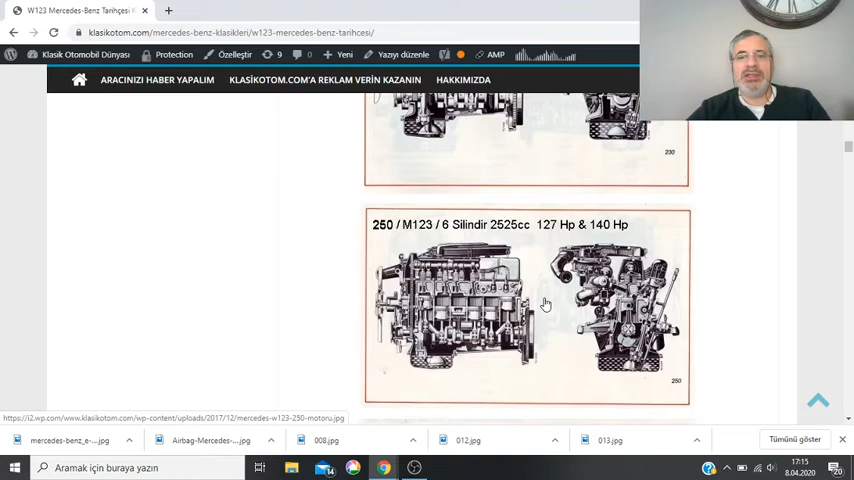 W123 Mercedes-Benz Tarihçesi K
klasikotom.com/mercedes-benz-klasikleri/w123-mercedes-benz-tarihcesi/
Klasik Otomobil Dünyası Protection Özelleştir 9 0 Yeni Yazıyı düzenle AMP
ARACINIZI HABER YAPALIM KLASİKOTOM.COM'A REKLAM VERİN KAZANIN HAKKIMIZDA
230
250 / M123 / 6 Silindir 2525cc 127 Hp & 140 Hp
250
https://i2.wp.com/www.klasikotom.com/wp-content/uploads/2017/12/mercedes-w123-250-motoru.jpg
mercedes-benz_e-....jpg Airbag-Mercedes-....jpg 008.jpg 012.jpg 013.jpg Tümünü göster
Aramak için buraya yazın 14 17:15
8.04.2020 20